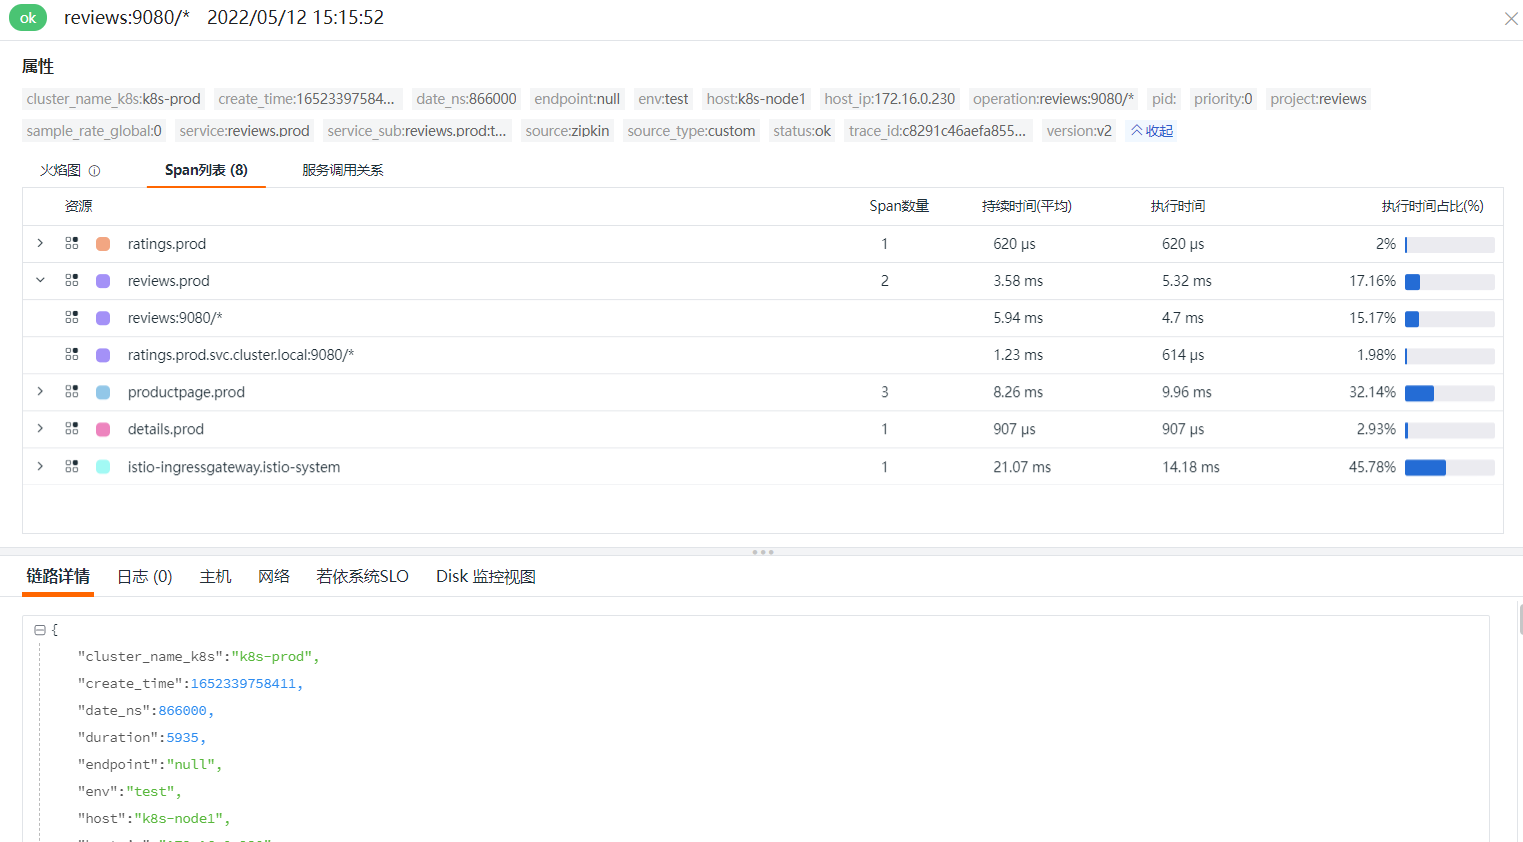 ok reviews:9080/* 2022/05/12 15:15:52
属性
cluster_name_k8s:k8s-prod create_time:16523397584... date_ns:866000 endpoint:null env:test host:k8s-node1 host_ip:172.16.0.230 operation:reviews:9080/* pid: priority:0 project:reviews
sample_rate_global:0 service:reviews.prod service_sub:reviews.prod:t... source:zipkin source_type:custom status:ok trace_id:c8291c46aefa855... version:v2 收起
火焰图 Span列表 (8) 服务调用关系
资源 Span数量 持续时间(平均) 执行时间 执行时间占比(%)
ratings.prod 1 620 µs 620 µs 2%
reviews.prod 2 3.58 ms 5.32 ms 17.16%
reviews:9080/* 5.94 ms 4.7 ms 15.17%
ratings.prod.svc.cluster.local:9080/* 1.23 ms 614 µs 1.98%
productpage.prod 3 8.26 ms 9.96 ms 32.14%
details.prod 1 907 µs 907 µs 2.93%
istio-ingressgateway.istio-system 1 21.07 ms 14.18 ms 45.78%
链路详情 日志 (0) 主机 网络 若依系统SLO Disk 监控视图
{
"cluster_name_k8s":"k8s-prod",
"create_time":1652339758411,
"date_ns":866000,
"duration":5935,
"endpoint":"null",
"env":"test",
"host":"k8s-node1",